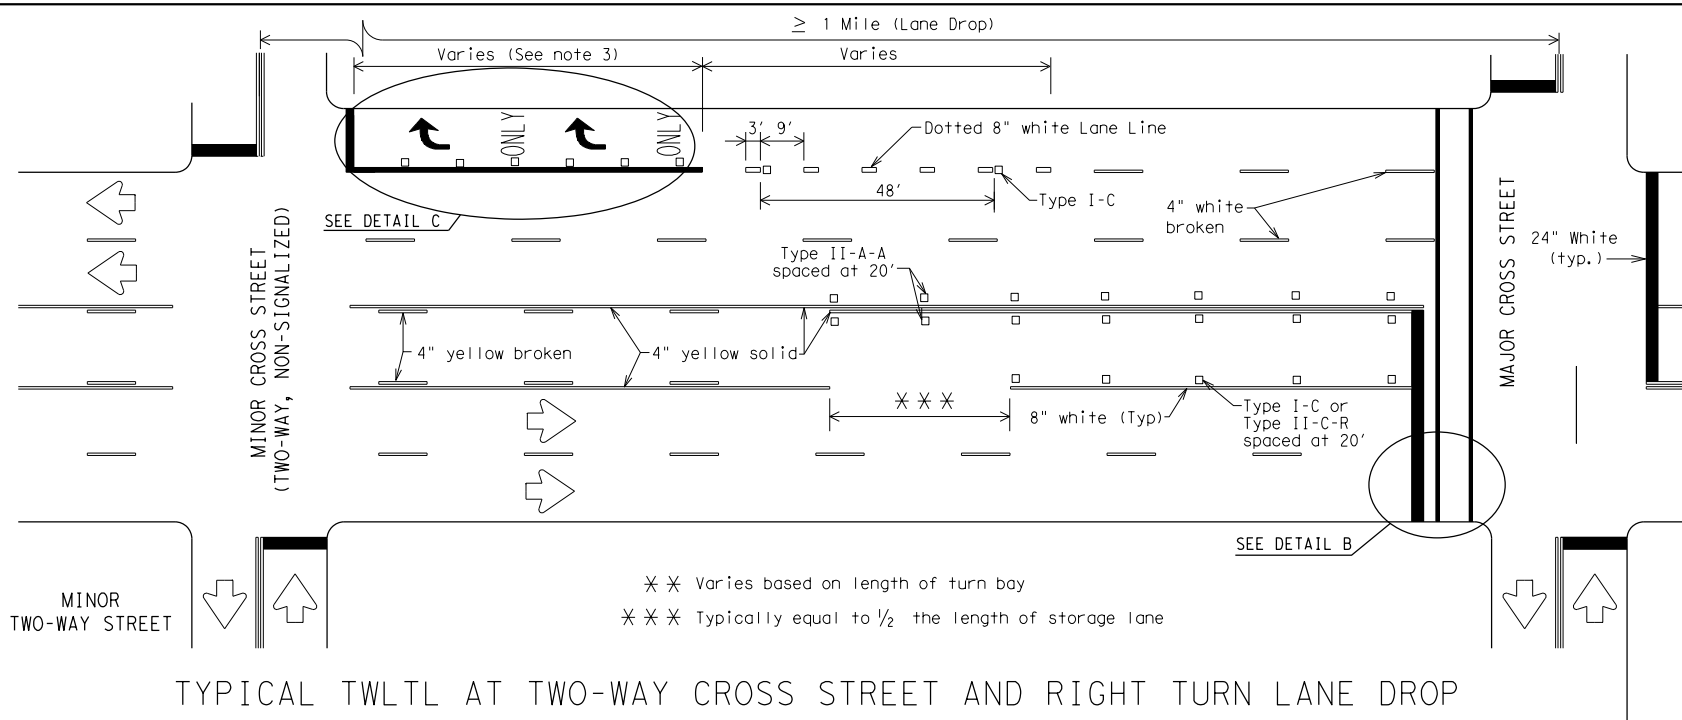 ≥ 1 Mile (Lane Drop)
Varies (See note 3)
Varies
ONLY
ONLY
3' 9'
Dotted 8" white Lane Line
48'
Type I-C
SEE DETAIL C
4" white
broken
Type II-A-A
spaced at 20'
24" White
(typ.)
MINOR CROSS STREET
(TWO-WAY, NON-SIGNALIZED)
MAJOR CROSS STREET
4" yellow broken
4" yellow solid
***
8" white (Typ)
Type I-C or
Type II-C-R
spaced at 20'
SEE DETAIL B
MINOR
TWO-WAY STREET
** Varies based on length of turn bay
*** Typically equal to ½ the length of storage lane
TYPICAL TWLTL AT TWO-WAY CROSS STREET AND RIGHT TURN LANE DROP